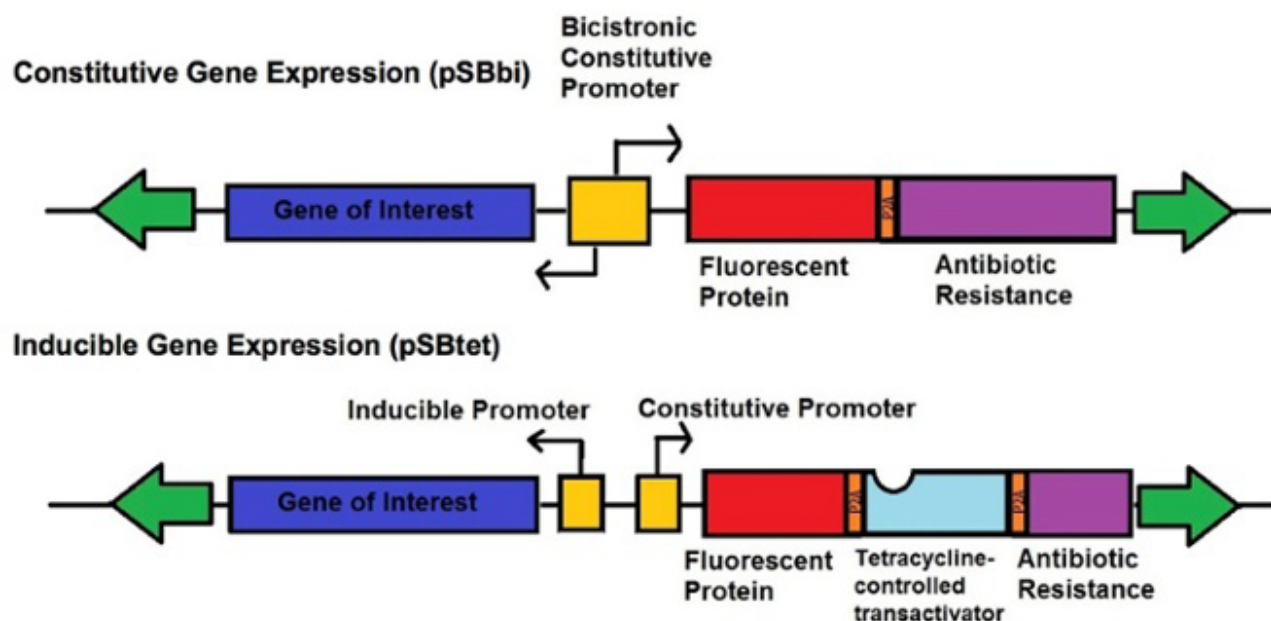 Bicistronic
Constitutive
Promoter
Constitutive Gene Expression (pSBbi)
Gene of Interest
P2A
Fluorescent
Protein
Antibiotic
Resistance
Inducible Gene Expression (pSBtet)
Inducible Promoter
Constitutive Promoter
Gene of Interest
P2A
P2A
Fluorescent
Protein
Tetracycline-
controlled
transactivator
Antibiotic
Resistance